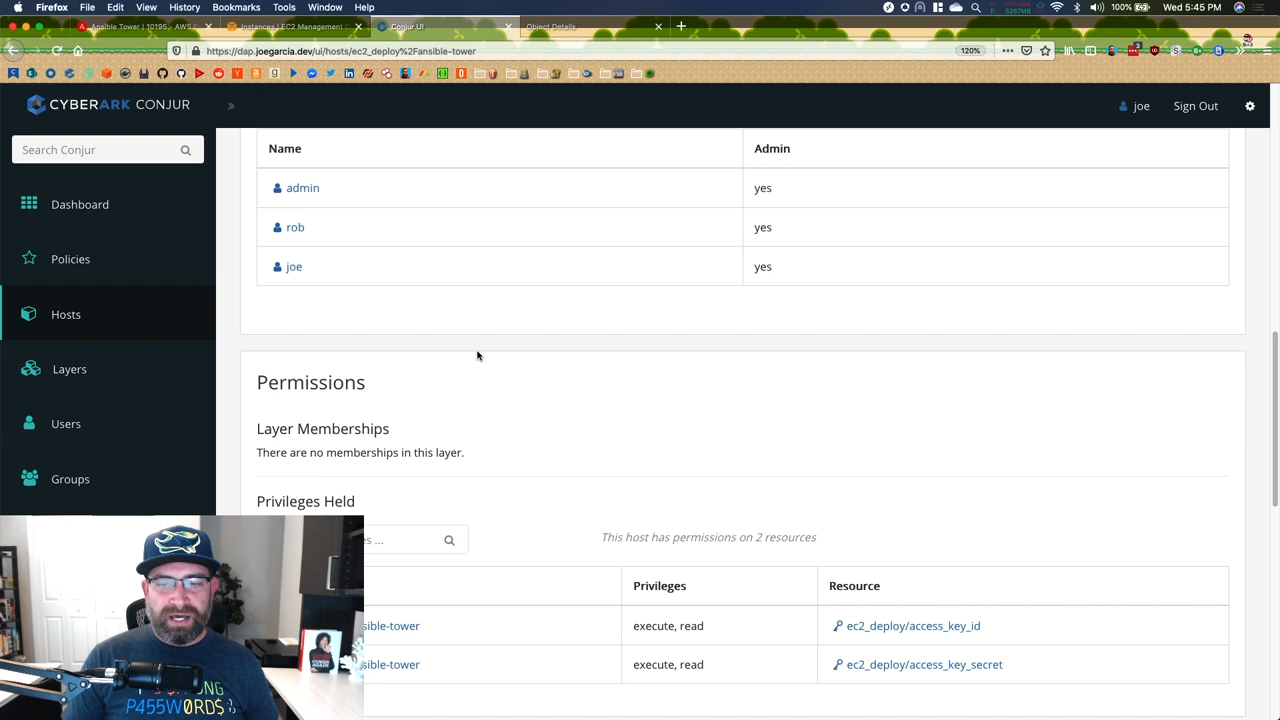 Firefox File Edit View History Bookmarks Tools Window Help
5267MB
100% Wed 5:45 PM
Ansible Tower | 10195 - AWS
Instances | EC2 Management C
Conjur UI
Object Details
https://dap.joegarcia.dev/ui/hosts/ec2_deploy%2Fansible-tower
120%
CYBERARK CONJUR
»
joe
Sign Out
Search Conjur
Dashboard
Policies
Hosts
Layers
Users
Groups
Name Admin
admin yes
rob yes
joe yes
Permissions
Layer Memberships
There are no memberships in this layer.
Privileges Held
es ...
This host has permissions on 2 resources
Privileges Resource
sible-tower execute, read ec2_deploy/access_key_id
sible-tower execute, read ec2_deploy/access_key_secret
P455W0RD$